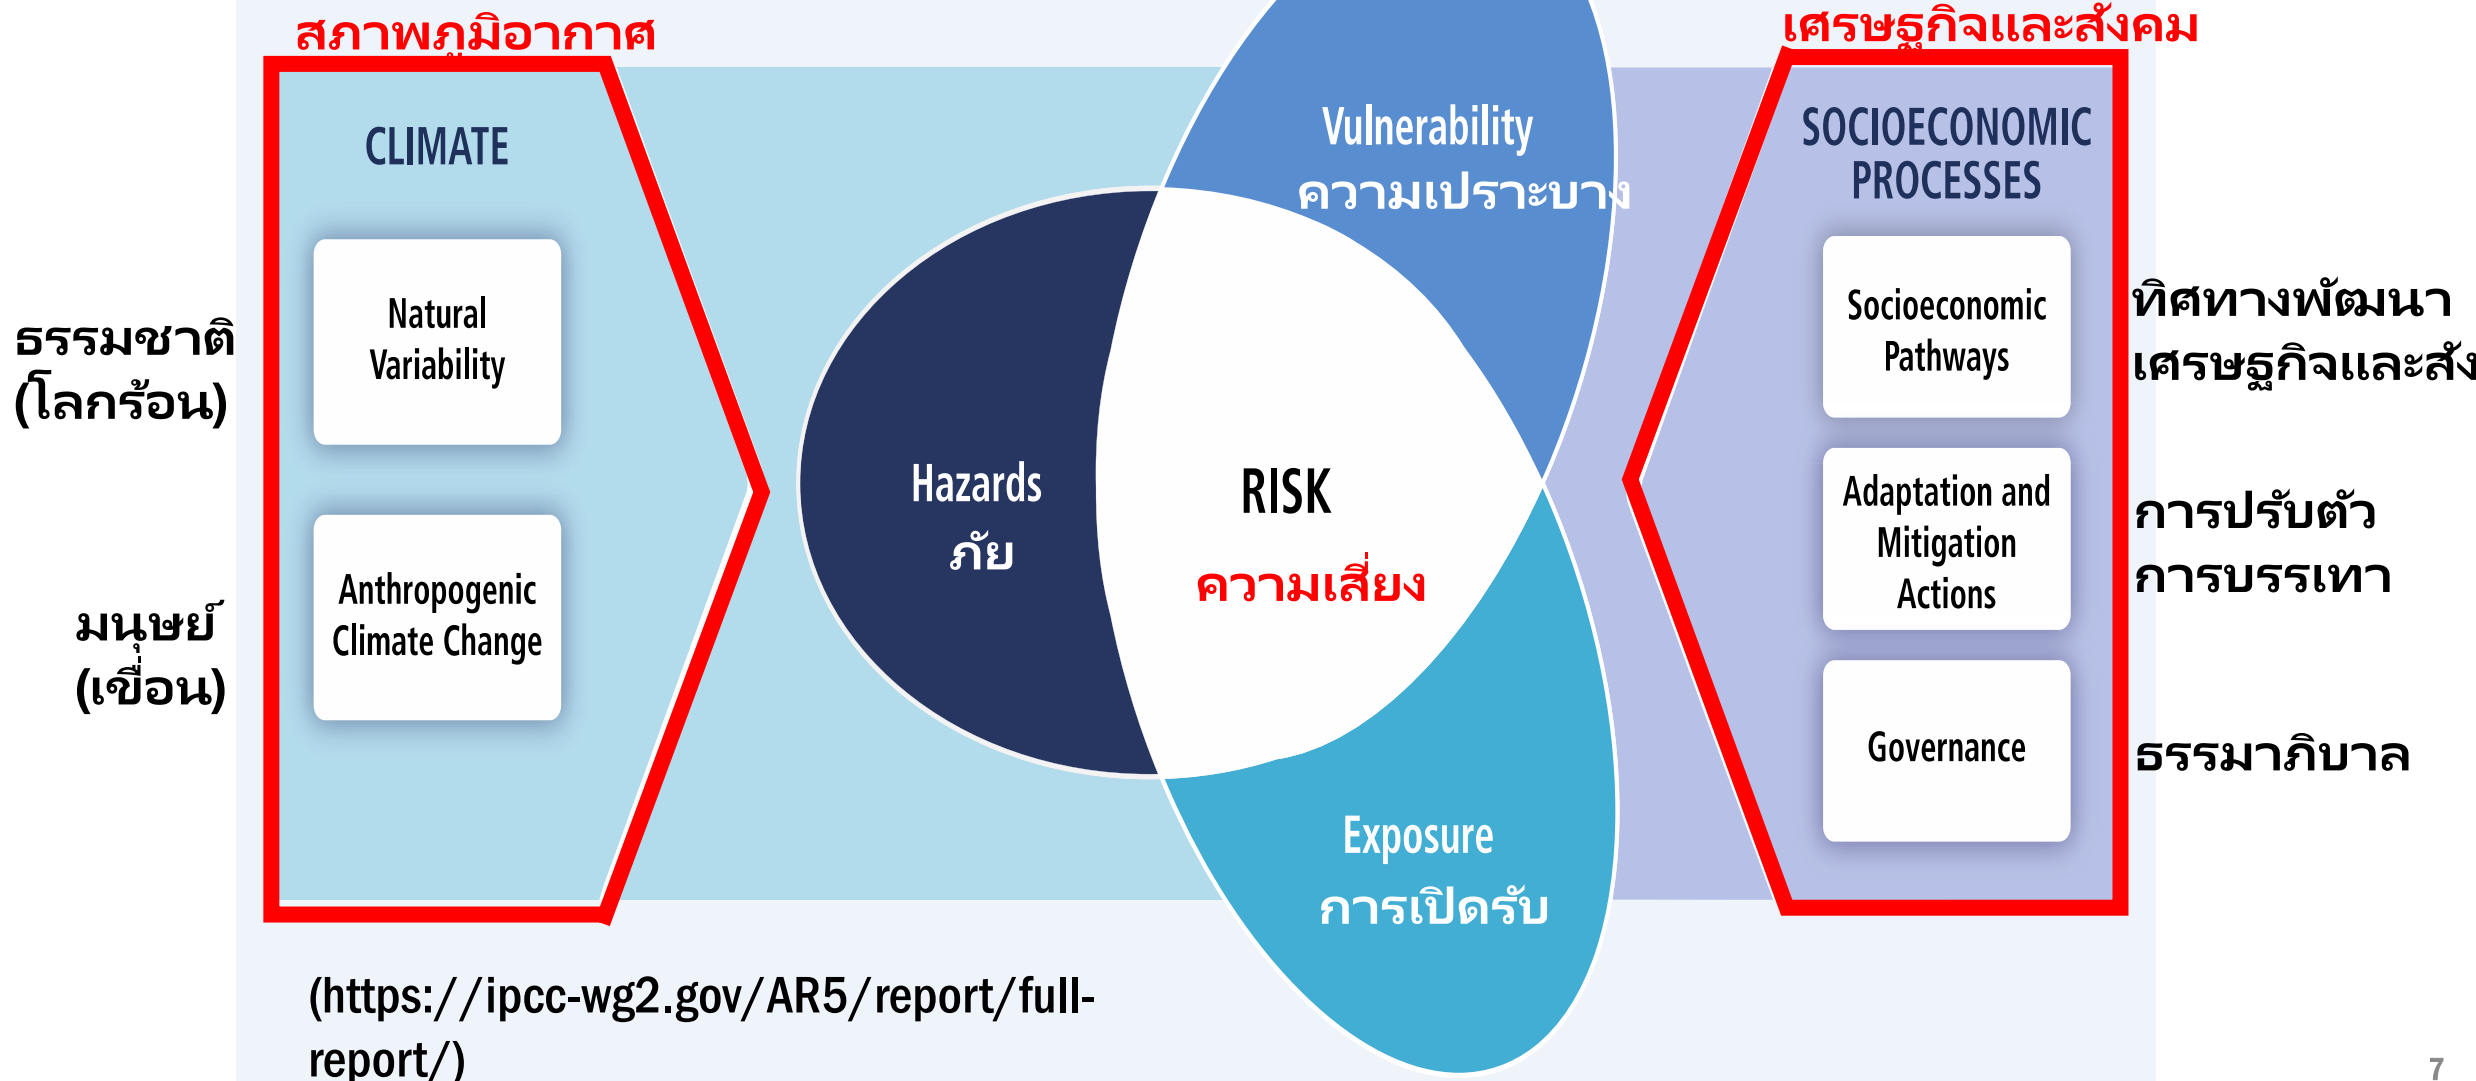 สภาพภูมิอากาศ
เศรษฐกิจและสังคม
CLIMATE
Natural
Variability
Anthropogenic
Climate Change
ธรรมชาติ
(โลกร้อน)
มนุษย์
(เขื่อน)
Vulnerability
ความเปราะบาง
Hazards
ภัย
RISK
ความเสี่ยง
Exposure
การเปิดรับ
SOCIOECONOMIC
PROCESSES
Socioeconomic
Pathways
Adaptation and
Mitigation
Actions
Governance
ทิศทางพัฒนา
เศรษฐกิจและสัง
การปรับตัว
การบรรเทา
ธรรมาภิบาล
(https://ipcc-wg2.gov/AR5/report/full-
report/)
7